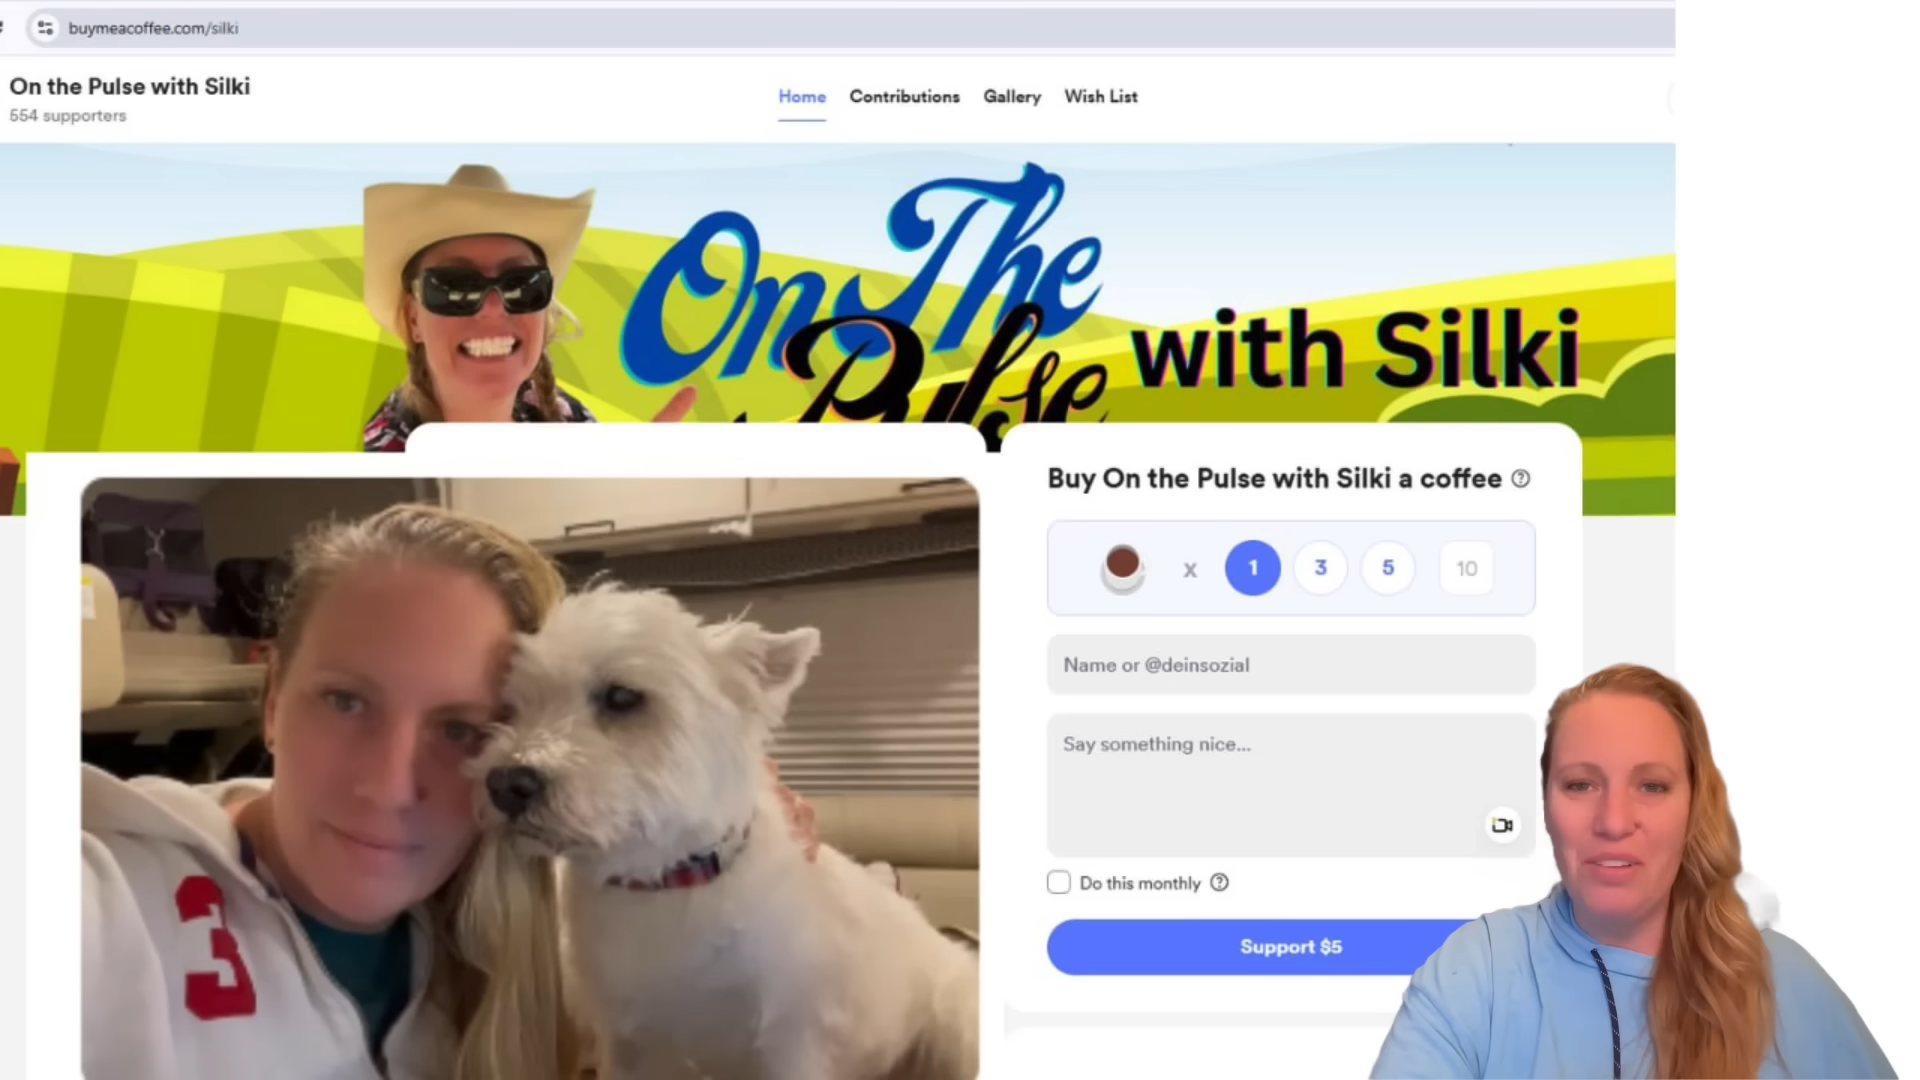 buymeacoffee.com/silki
On the Pulse with Silki
554 supporters
Home Contributions Gallery Wish List
On The
Pulse with Silki
Buy On the Pulse with Silki a coffee
x 1 3 5 10
Name or @deinsozial
Say something nice...
Do this monthly
Support $5
3